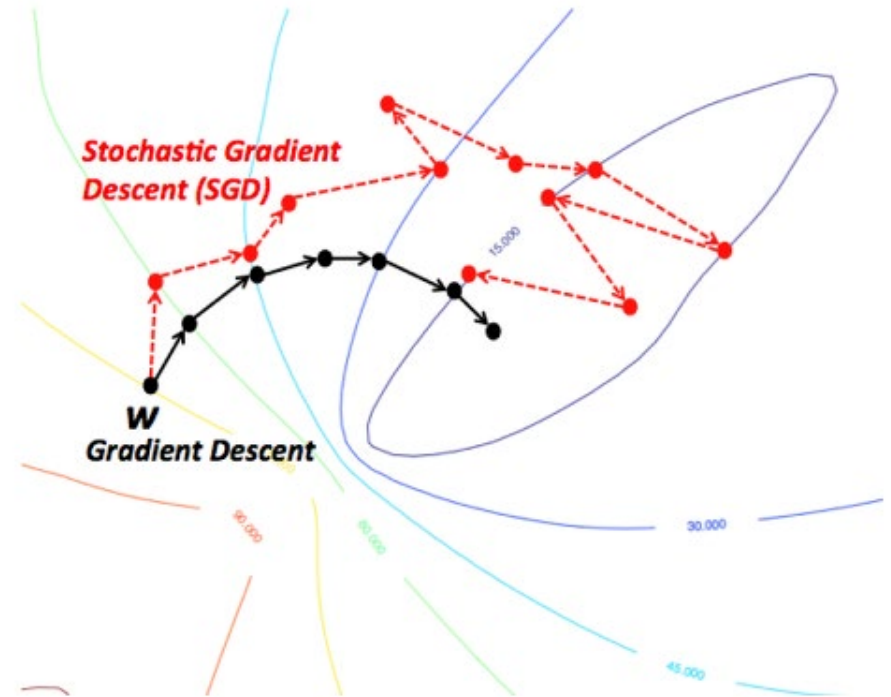 Stochastic Gradient
Descent (SGD)
15.000
W
Gradient Descent
90.000
60.000
30.000
45.000